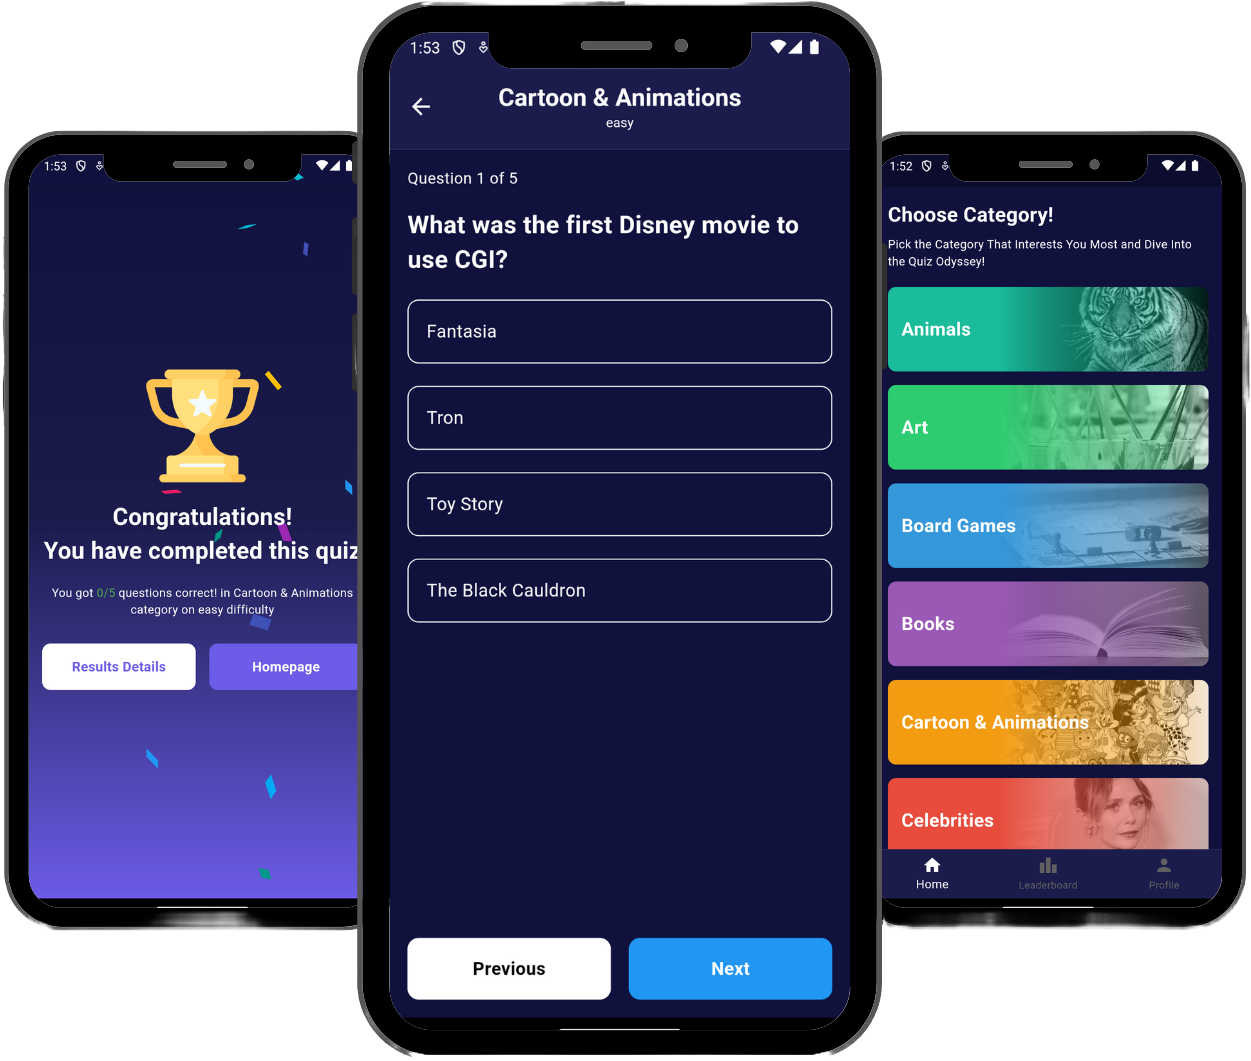 1:53
Congratulations!
You have completed this quiz
You got 0/5 questions correct! in Cartoon & Animations
category on easy difficulty
Results Details
Homepage
1:53
Cartoon & Animations
easy
Question 1 of 5
What was the first Disney movie to
use CGI?
Fantasia
Tron
Toy Story
The Black Cauldron
Previous
Next
1:52
Choose Category!
Pick the Category That Interests You Most and Dive Into
the Quiz Odyssey!
Animals
Art
Board Games
Books
Cartoon & Animations
Celebrities
Home
Leaderboard
Profile